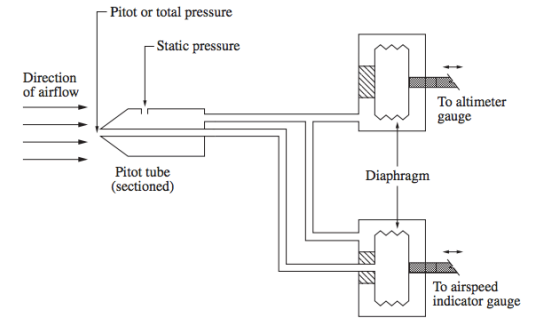 Pitot or total pressure
Static pressure
Direction
of airflow
To altimeter
gauge
Pitot tube
(sectioned)
Diaphragm
To airspeed
indicator gauge